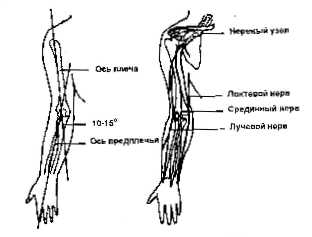 Нервный узел
Ось плеча
Локтевой нерв
Срединный нерв
10-15°
Лучевой нерв
Ось предплечья